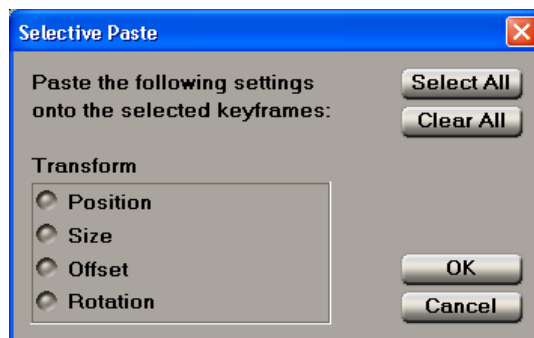 Selective Paste
Paste the following settings
onto the selected keyframes:
Select All
Clear All
Transform
Position
Size
Offset
Rotation
OK
Cancel